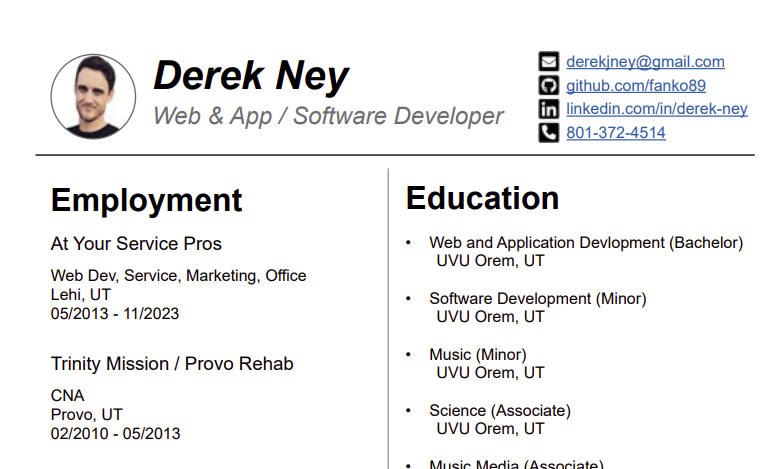 Derek Ney
Web & App / Software Developer
derekjney@gmail.com
github.com/fanko89
linkedin.com/in/derek-ney
801-372-4514
Employment
At Your Service Pros
Web Dev, Service, Marketing, Office
Lehi, UT
05/2013 - 11/2023
Trinity Mission / Provo Rehab
CNA
Provo, UT
02/2010 - 05/2013
Education
• Web and Application Devlopment (Bachelor)
UVU Orem, UT
• Software Development (Minor)
UVU Orem, UT
• Music (Minor)
UVU Orem, UT
• Science (Associate)
UVU Orem, UT
• Music Media (Associate)